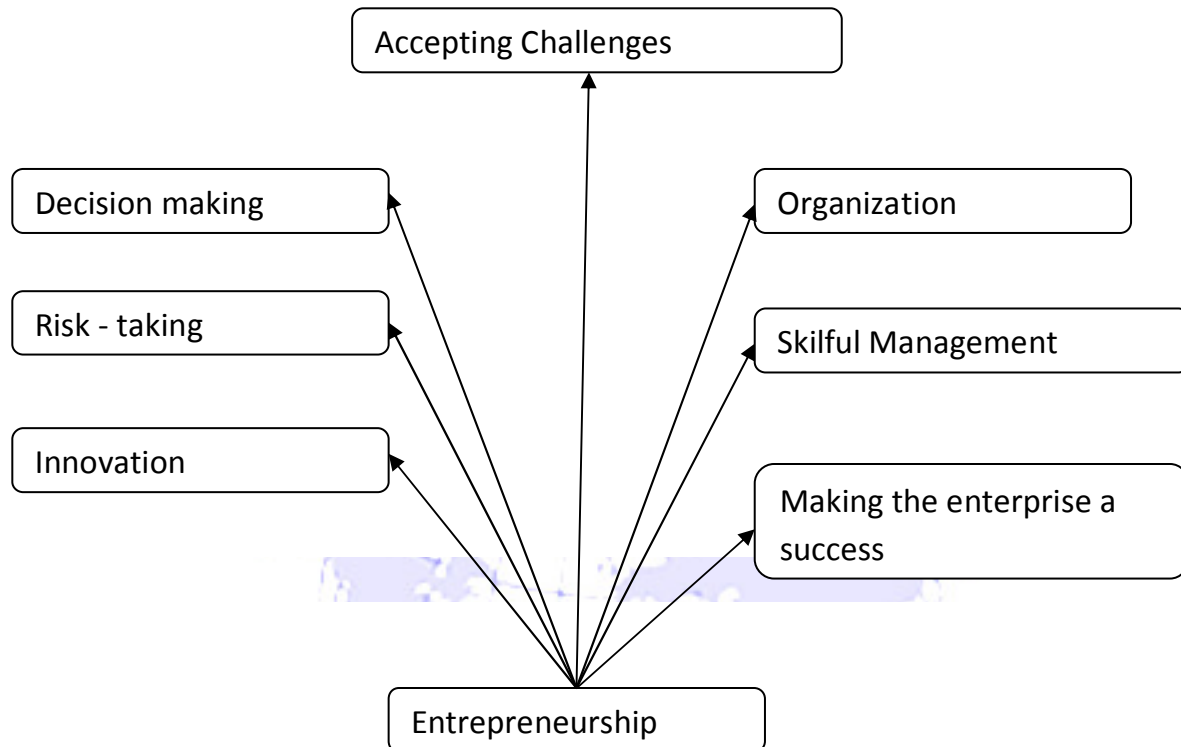 Accepting Challenges
Decision making
Organization
Risk - taking
Skilful Management
Innovation
Making the enterprise a
success
Entrepreneurship